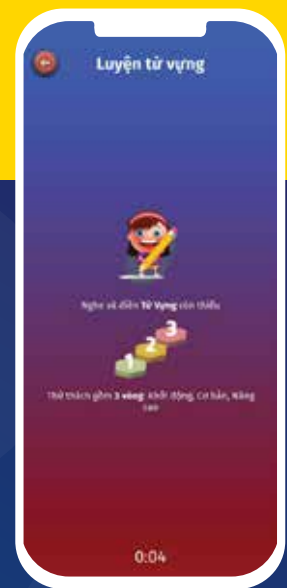 Luyện từ vựng
Nghe và điền Từ Vựng còn thiếu
3
2
1
Thử thách gồm 3 vòng: Khởi động, Cơ bản, Nâng
cao
0:04